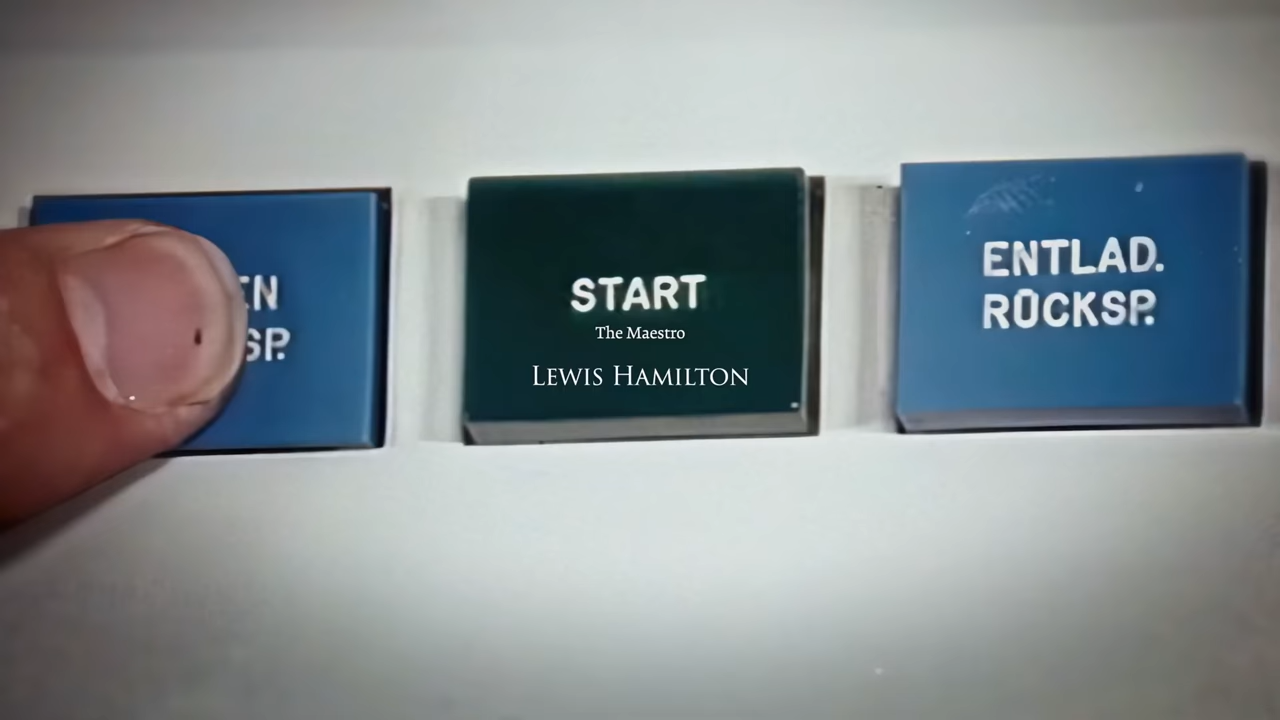 START
The Maestro
LEWIS HAMILTON
ENTLAD.
RÜCKSP.